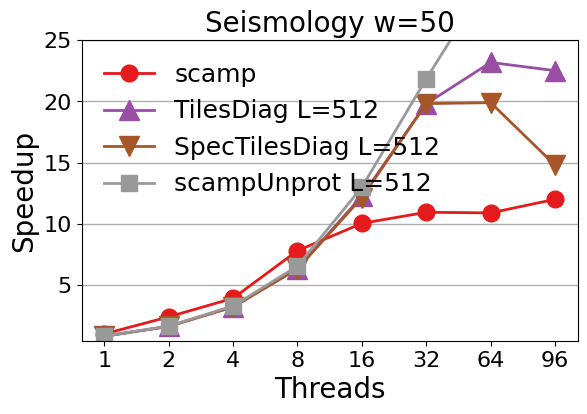 Seismology w=50
25
20
15
10
5
Speedup
scamp
TilesDiag L=512
SpecTilesDiag L=512
scampUnprot L=512
1 2 4 8 16 32 64 96
Threads